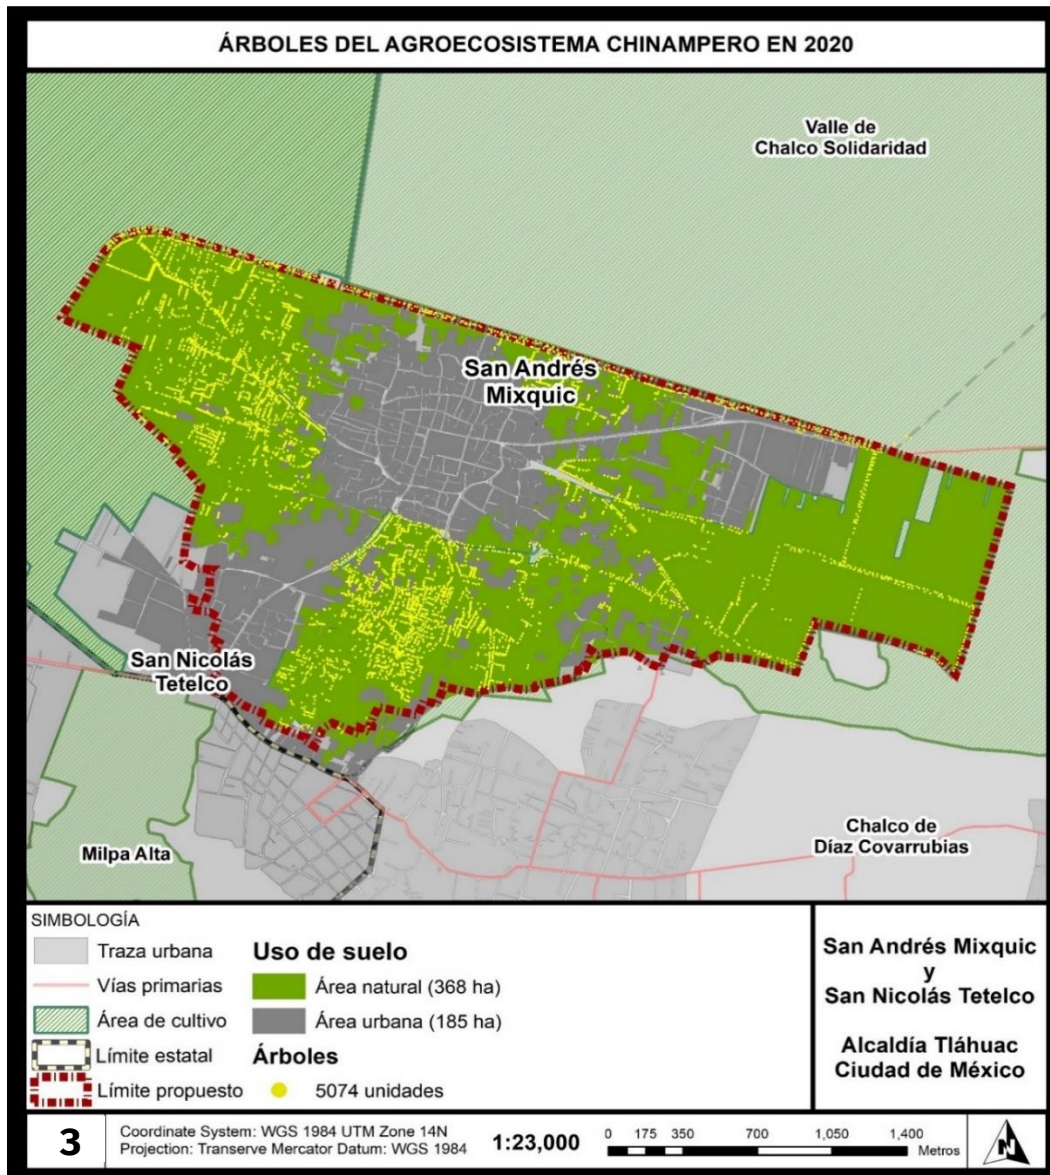 ÁRBOLES DEL AGROECOSISTEMA CHINAMPERO EN 2020
Valle de
Chalco Solidaridad
San Andrés
Mixquic
San Nicolás
Tetelco
Milpa Alta
Chalco de
Díaz Covarrubias
SIMBOLOGÍA
Traza urbana
Vías primarias
Área de cultivo
Límite estatal
Límite propuesto
Uso de suelo
Área natural (368 ha)
Área urbana (185 ha)
Árboles
5074 unidades
San Andrés Mixquic
y
San Nicolás Tetelco
Alcaldía Tláhuac
Ciudad de México
3
Coordinate System: WGS 1984 UTM Zone 14N
Projection: Transerve Mercator Datum: WGS 1984
1:23,000
0 175 350 700 1,050 1,400
Metros
N